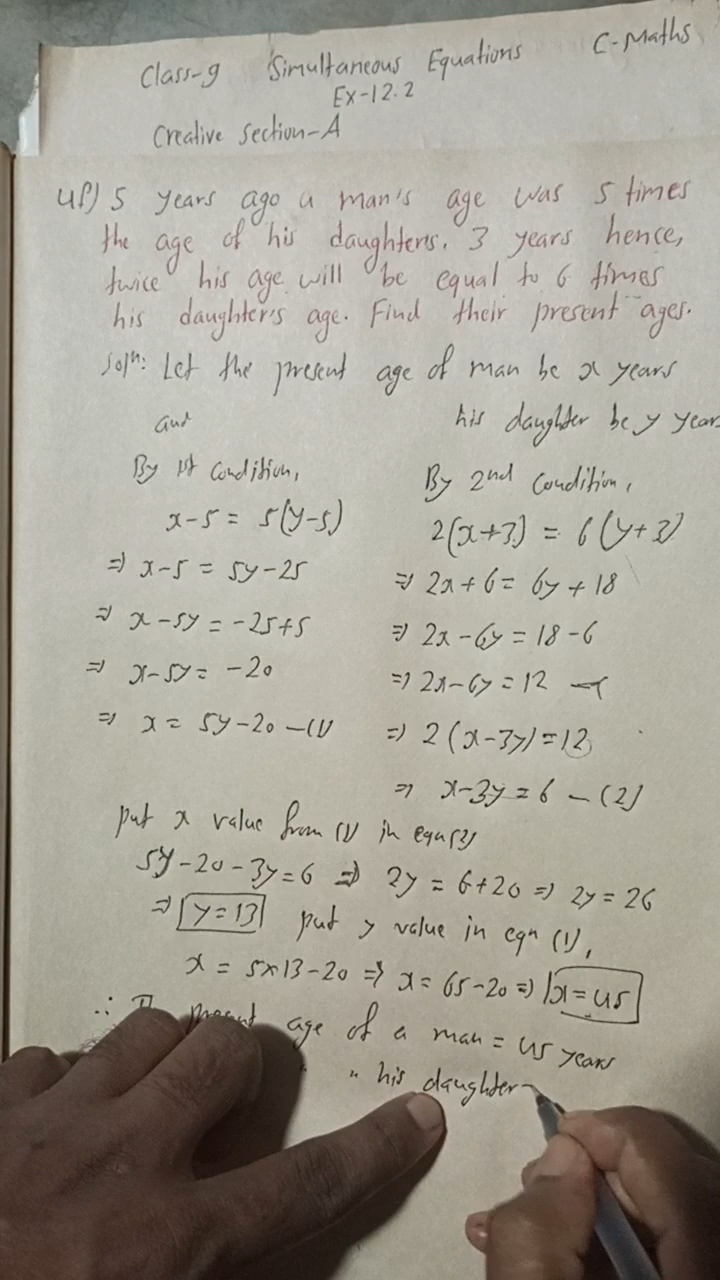 Class-9 Simultaneous Equations C-Maths
Ex-12.2
Creative Section-A
4f) 5 years ago a man's age was 5 times
the age of his daughters. 3 years hence,
twice his age will be equal to 6 times
his daughter's age. Find their present ages.
Solⁿ: Let the present age of man be x years
and his daughter be y years
By 1st Condition,
x-5 = 5(y-5)
⇒ x-5 = 5y-25
⇒ x-5y = -25+5
⇒ x-5y = -20
⇒ x = 5y-20 -(1)
By 2nd Condition,
2(x+3) = 6(y+3)
⇒ 2x+6 = 6y+18
⇒ 2x-6y = 18-6
⇒ 2x-6y = 12
⇒ 2(x-3y) = 12
⇒ x-3y = 6 -(2)
put x value from (1) in eqn(2)
5y-20-3y=6 ⇒ 2y = 6+20 ⇒ 2y = 26
⇒ y=13 put y value in eqn (1),
x = 5×13-20 ⇒ x = 65-20 ⇒ x=45
∴ present age of a man = 45 years
" his daughter